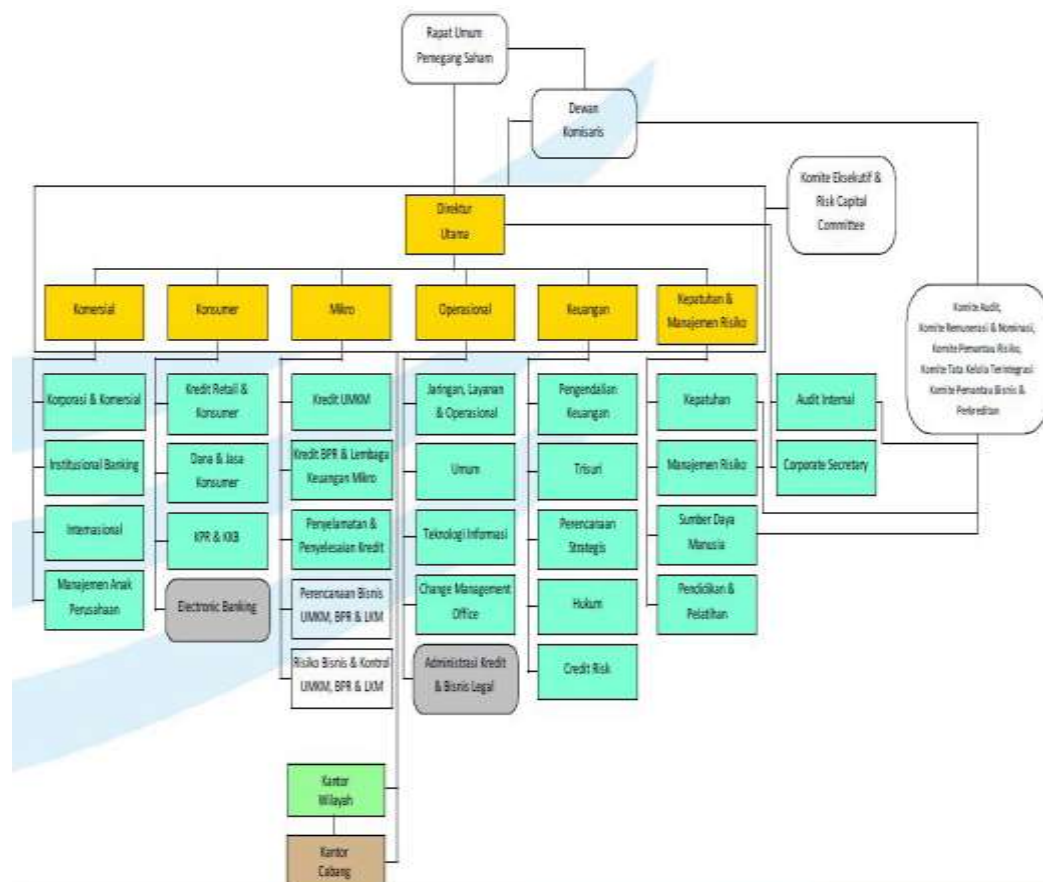 Rapat Umum
Pemegang Saham
Dewan
Komisaris
Komite Eksekutif &
Risk Capital
Committee
Direktur
Utama
Komersial
Konsumer
Mikro
Operasional
Keuangan
Kepatuhan &
Manajemen Risiko
Komite Audit,
Komite Remunerasi & Nominasi,
Komite Pemantau Risiko,
Komite Tata Kelola Terintegrasi
Komite Pemantau Bisnis &
Perkreditan
Korporasi & Komersial
Institusional Banking
Internasional
Manajemen Anak
Perusahaan
Kredit Retail &
Konsumer
Dana & Jasa
Konsumer
KPR & KKB
Electronic Banking
Kredit UMKM
Kredit BPR & Lembaga
Keuangan Mikro
Penyelamatan &
Penyelesaian Kredit
Perencanaan Bisnis
UMKM, BPR & LKM
Risiko Bisnis & Kontrol
UMKM, BPR & LKM
Jaringan, Layanan
& Operasional
Umum
Teknologi Informasi
Change Management
Office
Administrasi Kredit
& Bisnis Legal
Pengendalian
Keuangan
Trisuri
Perencanaan
Strategis
Hukum
Credit Risk
Kepatuhan
Manajemen Risiko
Sumber Daya
Manusia
Pendidikan &
Pelatihan
Audit Internal
Corporate Secretary
Kantor
Wilayah
Kantor
Cabang